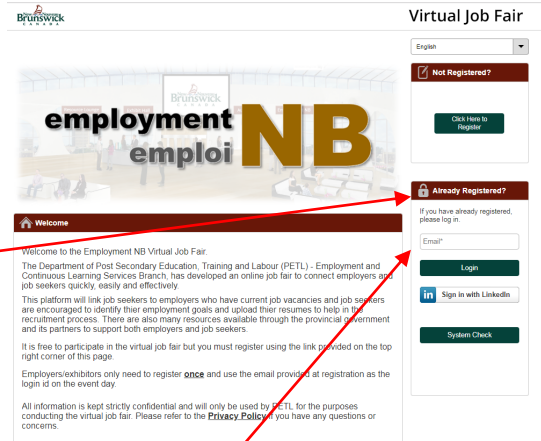 Brunswick
CANADA
Virtual Job Fair
English
Not Registered?
Click Here to
Register
Brunswick
employment
emploi
NB
Already Registered?
If you have already registered,
please log in.
Email*
Login
in Sign in with LinkedIn
System Check
Welcome
Welcome to the Employment NB Virtual Job Fair.
The Department of Post Secondary Education, Training and Labour (PETL) - Employment and
Continuous Learning Services Branch, has developed an online job fair to connect employers and
job seekers quickly, easily and effectively.
This platform will link job seekers to employers who have current job vacancies and job seekers
are encouraged to identify thier employment goals and upload thier resumes to help in the
recruitment process. There are also many resources available through the provincial government
and its partners to support both employers and job seekers.
It is free to participate in the virtual job fair but you must register using the link provided on the top
right corner of this page.
Employers/exhibitors only need to register once and use the email provided at registration as the
login id on the event day.
All information is kept strictly confidential and will only be used by PETL for the purposes
conducting the virtual job fair. Please refer to the Privacy Policy if you have any questions or
concerns.